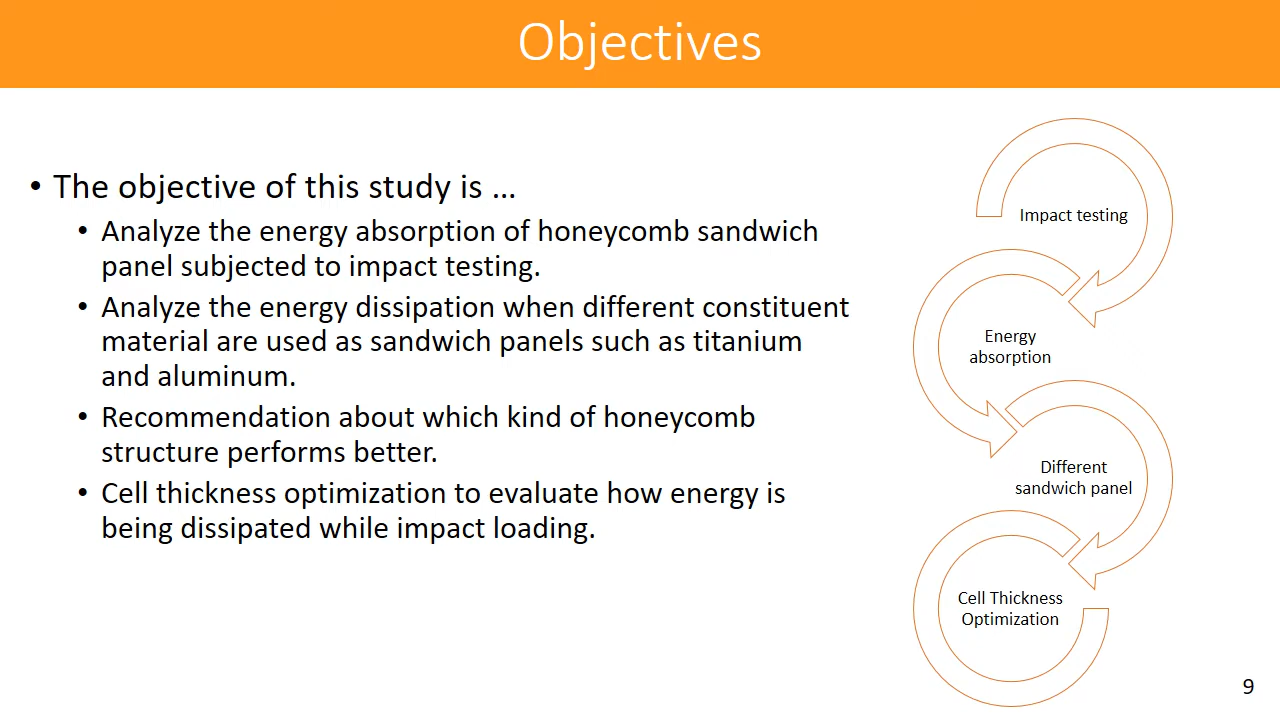 Objectives
• The objective of this study is …
• Analyze the energy absorption of honeycomb sandwich
panel subjected to impact testing.
• Analyze the energy dissipation when different constituent
material are used as sandwich panels such as titanium
and aluminum.
• Recommendation about which kind of honeycomb
structure performs better.
• Cell thickness optimization to evaluate how energy is
being dissipated while impact loading.
Impact testing
Energy
absorption
Different
sandwich panel
Cell Thickness
Optimization
9